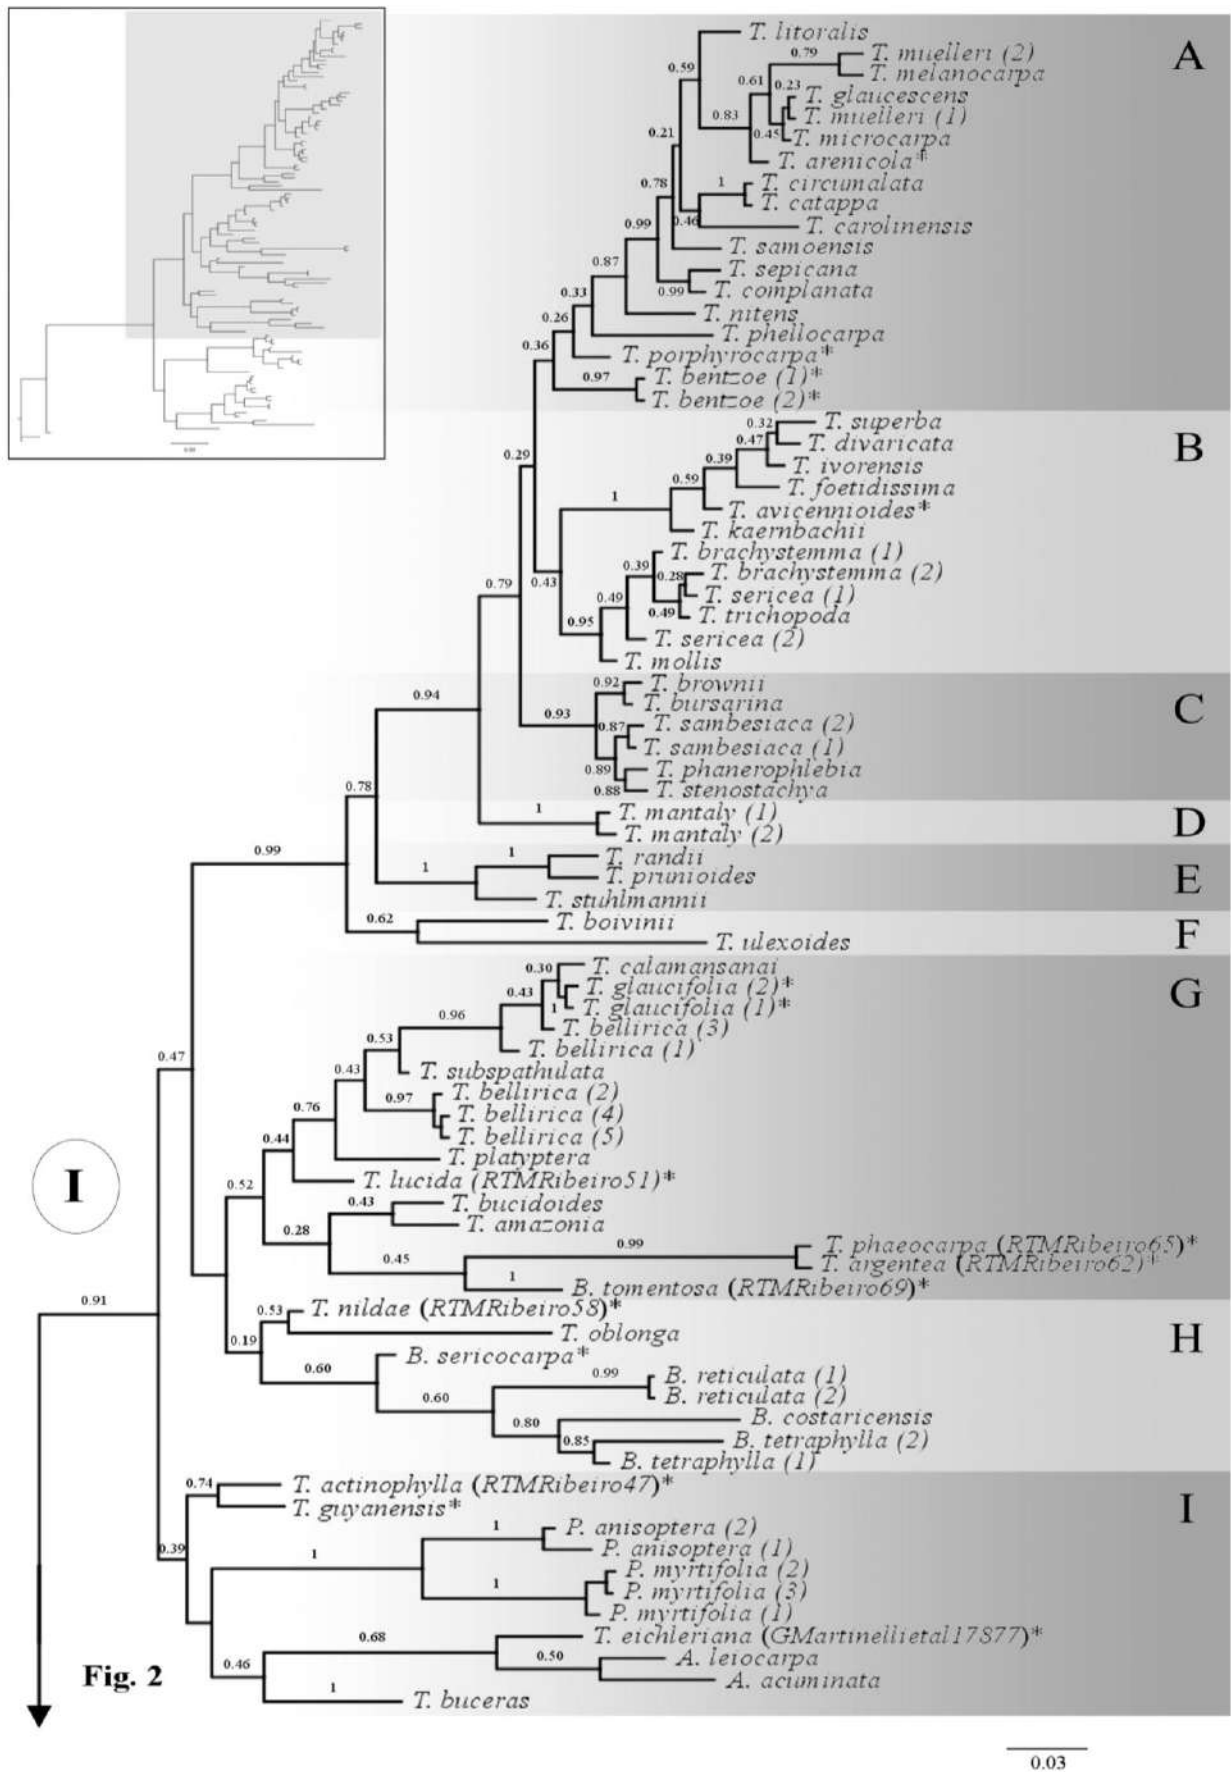 T. litoralis
0.79
T. muelleri (2)
A
0.59
T. melanocarpa
0.61
0.23
T. glaucescens
0.83
T. muelleri (1)
0.21
0.45
T. microcarpa
T. arenicola*
0.78
1
T. circumalata
T. catappa
0.99
0.46
T. carolinensis
T. samoensis
0.87
T. sepicana
0.99
T. complanata
0.33
T. nitens
0.26
T. phellocarpa
0.36
T. porphyrocarpa*
0.97
T. bentzoe (1)*
T. bentzoe (2)*
0.32
T. superba
0.47
T. divaricata
B
0.29
0.39
T. ivorensis
0.59
T. foetidissima
1
T. avicennioides*
T. kaernbachii
T. brachystemma (1)
0.39
0.28
T. brachystemma (2)
0.79
0.43
0.49
T. sericea (1)
0.49
T. trichopoda
0.95
T. sericea (2)
T. mollis
0.92
T. brownii
0.94
T. bursarina
C
0.93
0.87
T. sambesiaca (2)
T. sambesiaca (1)
0.89
T. phanerophlebia
0.78
0.88
T. stenostachya
1
T. mantaly (1)
D
T. mantaly (2)
0.99
1
T. randii
1
T. prunioides
E
T. stuhlmannii
0.62
T. boivinii
F
T. ulexoides
0.30
T. calamansanai
0.43
T. glaucifolia (2)*
G
1
T. glaucifolia (1)*
0.96
T. bellirica (3)
0.53
T. bellirica (1)
0.47
0.43
T. subspathulata
0.97
T. bellirica (2)
0.76
T. bellirica (4)
T. bellirica (5)
0.44
T. platyptera
I
0.52
T. lucida (RTMRibeiro51)*
0.43
T. bucidoides
0.28
T. amazonia
0.99
T. phaeocarpa (RTMRibeiro65)*
0.45
T. argentea (RTMRibeiro62)*
1
B. tomentosa (RTMRibeiro69)*
0.91
0.53
T. nildae (RTMRibeiro58)*
0.19
T. oblonga
H
B. sericocarpa*
0.60
0.99
B. reticulata (1)
0.60
B. reticulata (2)
0.80
B. costaricensis
0.85
B. tetraphylla (2)
B. tetraphylla (1)
0.74
T. actinophylla (RTMRibeiro47)*
T. guyanensis*
I
0.39
1
P. anisoptera (2)
1
P. anisoptera (1)
P. myrtifolia (2)
1
P. myrtifolia (3)
P. myrtifolia (1)
0.68
T. eichleriana (GMartinellietal17877)*
0.46
0.50
A. leiocarpa
Fig. 2
A. acuminata
1
T. buceras
0.03